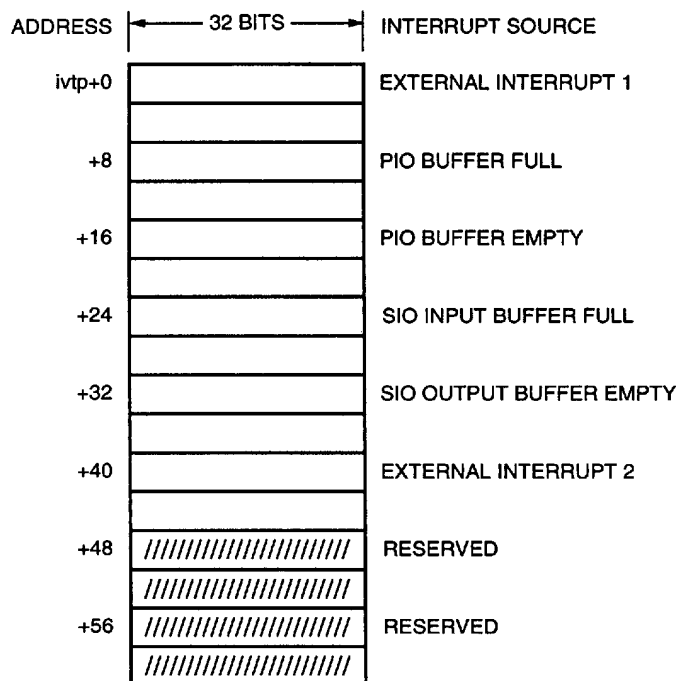 ADDRESS 32 BITS INTERRUPT SOURCE
ivtp+0 EXTERNAL INTERRUPT 1
+8 PIO BUFFER FULL
+16 PIO BUFFER EMPTY
+24 SIO INPUT BUFFER FULL
+32 SIO OUTPUT BUFFER EMPTY
+40 EXTERNAL INTERRUPT 2
+48 RESERVED
+56 RESERVED